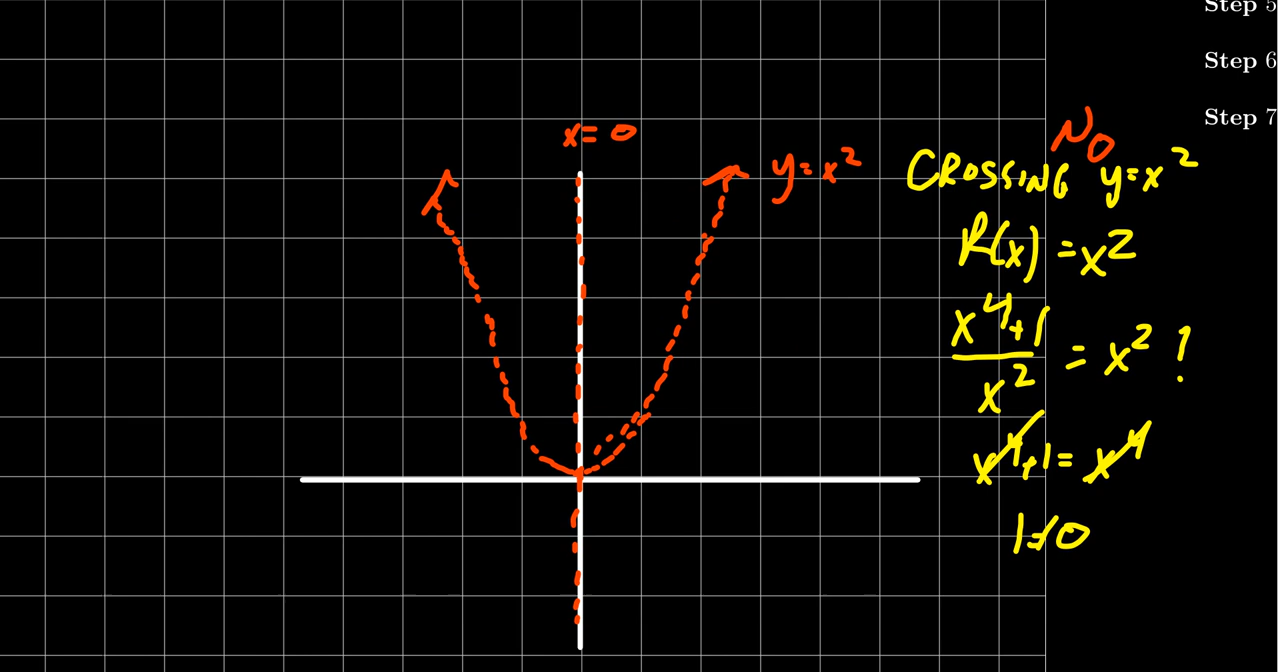 Step 5
Step 6
Step 7
x = 0
y = x²
No
CROSSING y = x²
R(x) = x²
x⁴+1 / x² = x² !
x⁴+1 = x⁴
1≠0